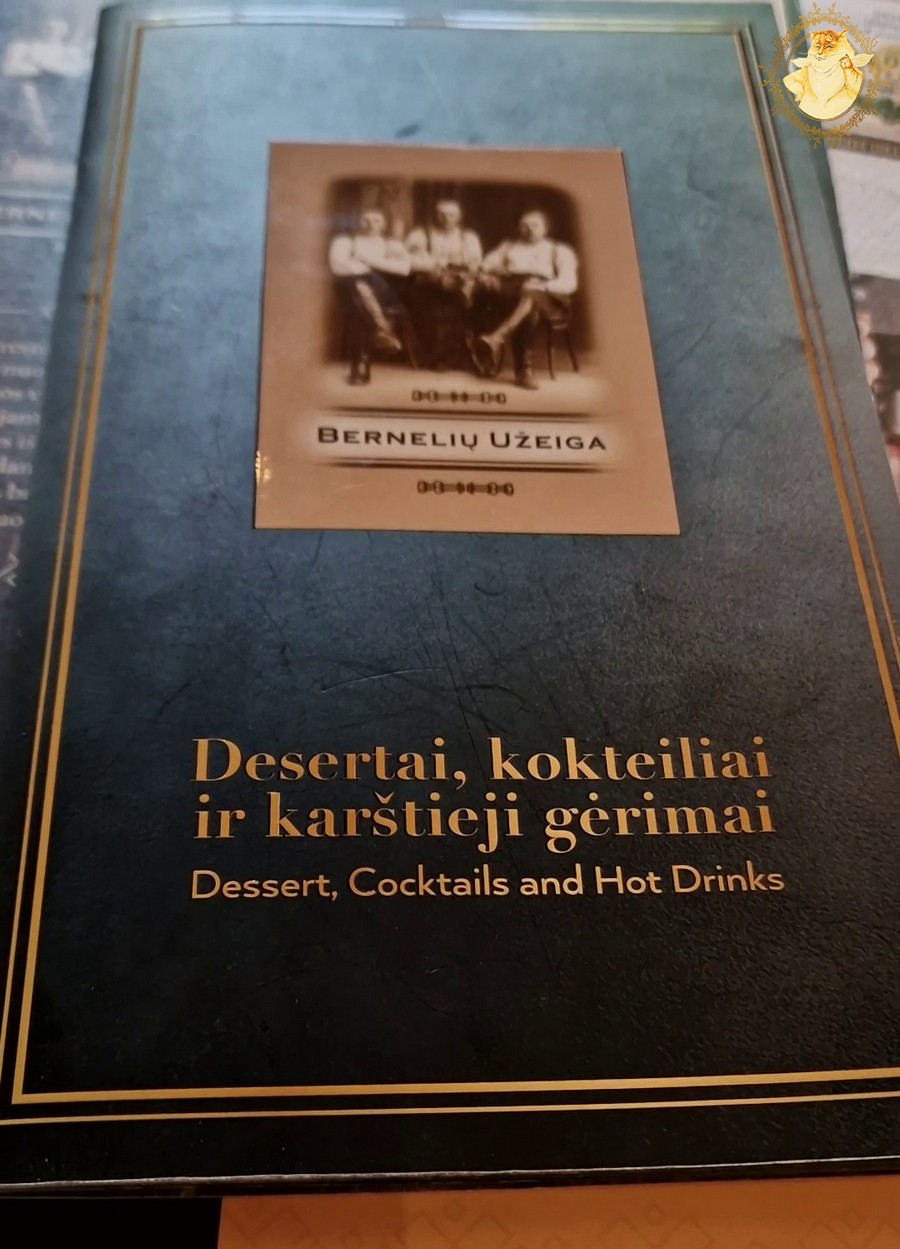 BERNELIŲ UŽEIGA
Desertai, kokteiliai
ir karštieji gėrimai
Dessert, Cocktails and Hot Drinks